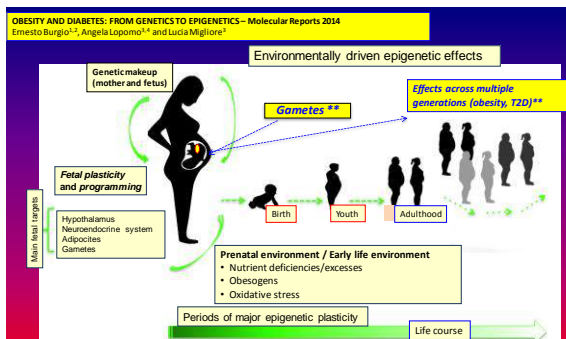 OBESITY AND DIABETES: FROM GENETICS TO EPIGENETICS – Molecular Reports 2014
Ernesto Burgio1,2, Angela Lopomo3,4 and Lucia Migliore3
Environmentally driven epigenetic effects
Genetic makeup
(mother and fetus)
Gametes **
Effects across multiple
generations (obesity, T2D)**
Fetal plasticity
and programming
Main fetal targets
Hypothalamus
Neuroendocrine system
Adipocites
Gametes
Birth
Youth
Adulthood
Prenatal environment / Early life environment
• Nutrient deficiencies/excesses
• Obesogens
• Oxidative stress
Periods of major epigenetic plasticity
Life course